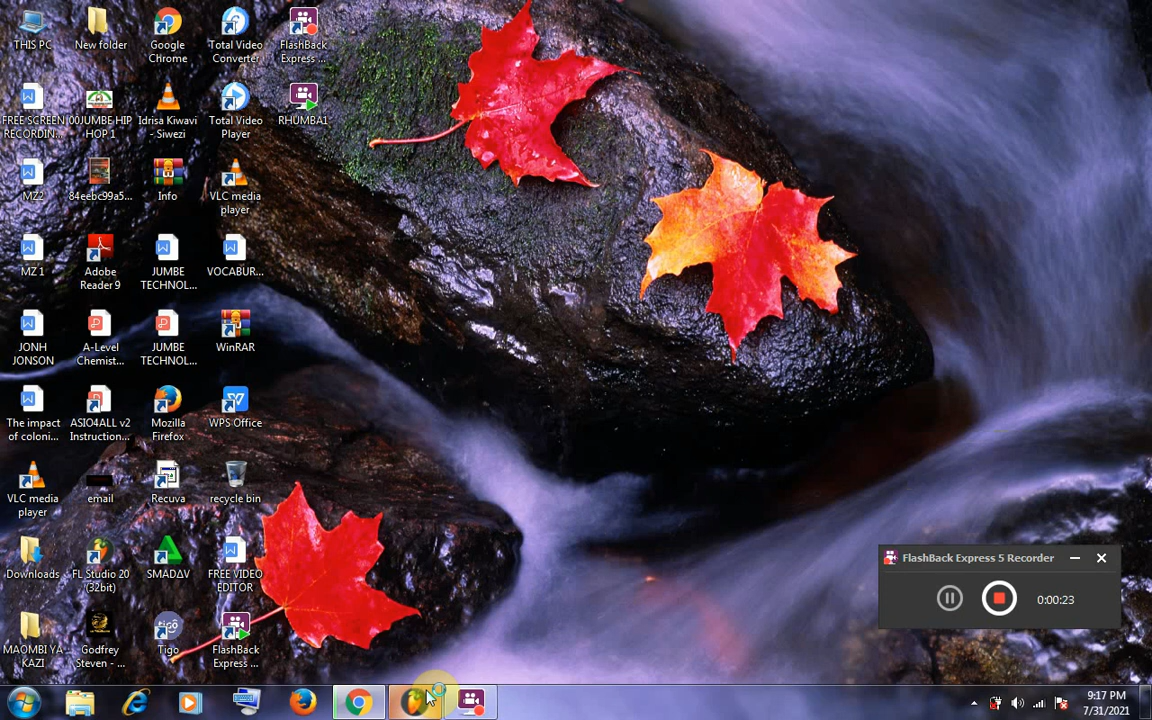 THIS PC
New folder
Google
Chrome
Total Video
Converter
FlashBack
Express ...
FREE SCREEN
RECORDIN...
00JUMBE HIP
HOP 1
Idrisa Kiwavi
- Siwezi
Total Video
Player
RHUMBA1
MZ2
84eebc99a5...
Info
VLC media
player
MZ 1
Adobe
Reader 9
JUMBE
TECHNOL...
VOCABUR...
JONH
JONSON
A-Level
Chemist...
JUMBE
TECHNOL...
WinRAR
The impact
of coloni...
ASIO4ALL v2
Instruction...
Mozilla
Firefox
WPS Office
VLC media
player
email
Recuva
recycle bin
Downloads
FL Studio 20
(32bit)
SMADΔV
FREE VIDEO
EDITOR
MAOMBI YA
KAZI
Godfrey
Steven - ...
tiGO
Tigo
FlashBack
Express ...
FlashBack Express 5 Recorder
0:00:23
9:17 PM
7/31/2021